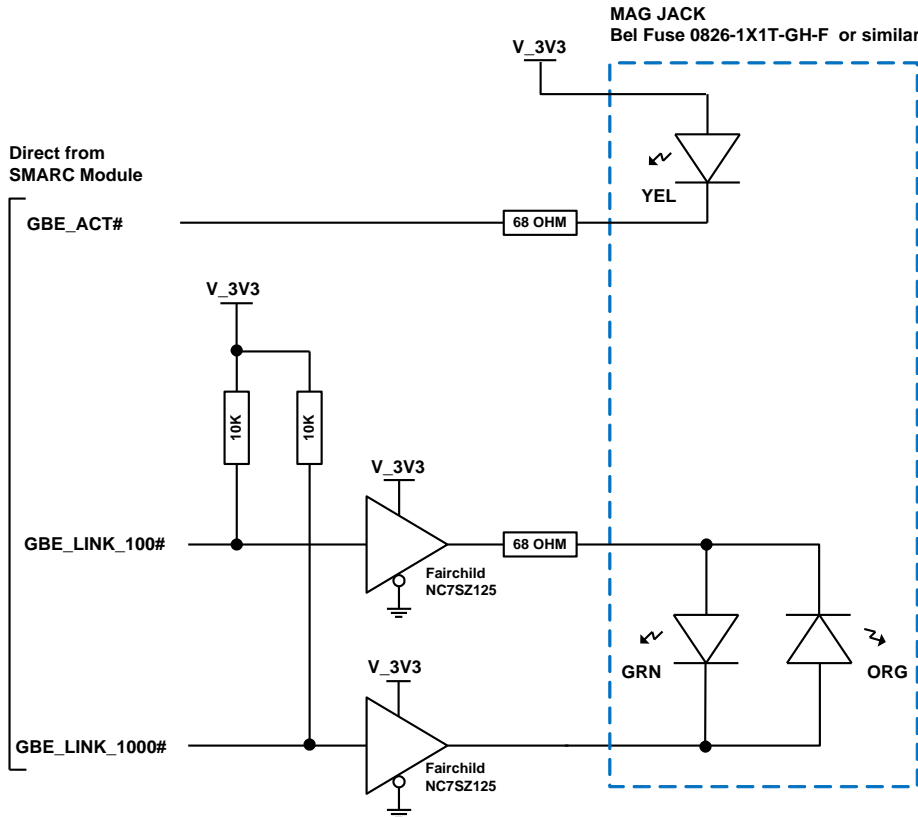 MAG JACK
Bel Fuse 0826-1X1T-GH-F or similar
V_3V3
Direct from
SMARC Module
YEL
GBE_ACT#
68 OHM
V_3V3
10K
10K
V_3V3
GBE_LINK_100#
68 OHM
Fairchild
NC7SZ125
GRN
ORG
V_3V3
GBE_LINK_1000#
Fairchild
NC7SZ125